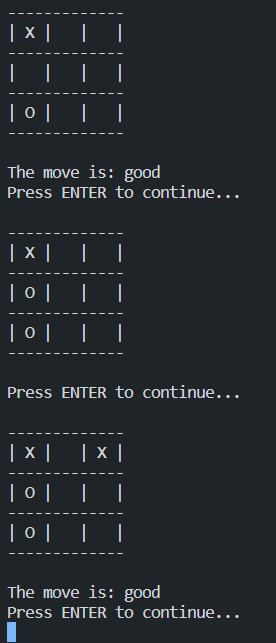 -------------
| X |   |   |
-------------
|   |   |   |
-------------
| O |   |   |
-------------

The move is: good
Press ENTER to continue...

-------------
| X |   |   |
-------------
| O |   |   |
-------------
| O |   |   |
-------------

Press ENTER to continue...

-------------
| X |   | X |
-------------
| O |   |   |
-------------
| O |   |   |
-------------

The move is: good
Press ENTER to continue...